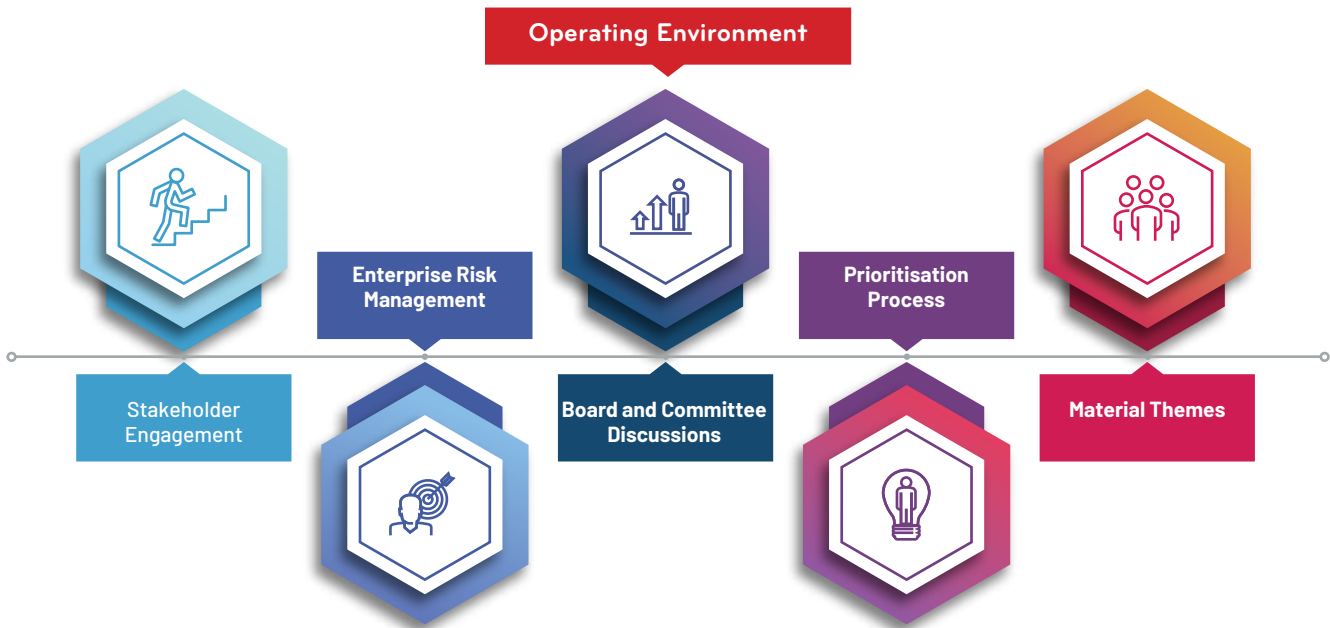 Operating Environment
Stakeholder
Engagement
Enterprise Risk
Management
Board and Committee
Discussions
Prioritisation
Process
Material Themes